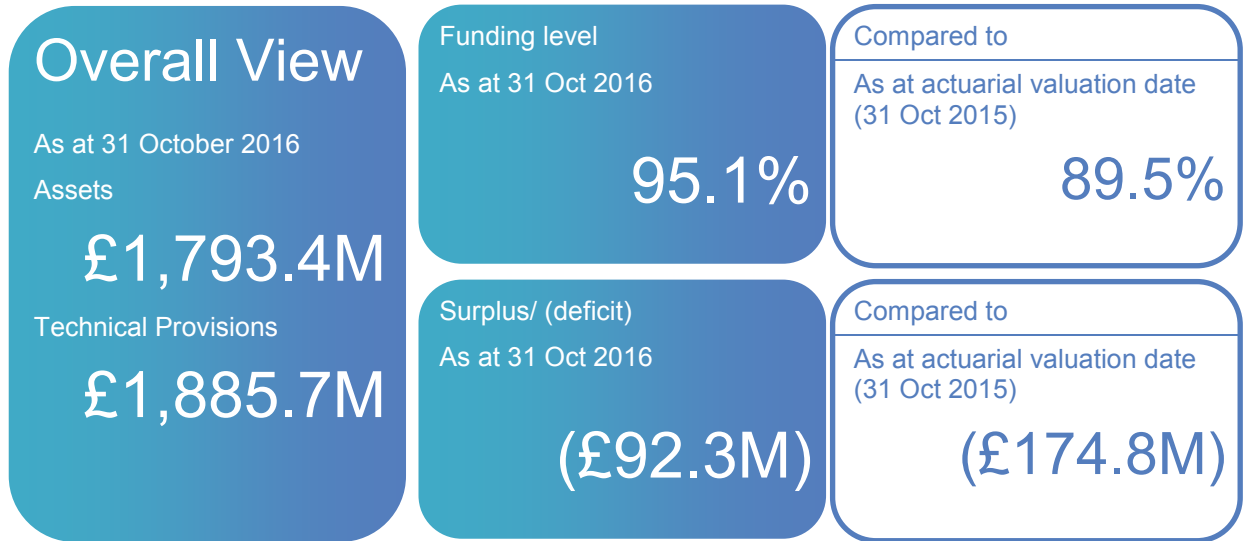 Overall View
As at 31 October 2016
Assets
£1,793.4M
Technical Provisions
£1,885.7M
Funding level
As at 31 Oct 2016
95.1%
Compared to
As at actuarial valuation date
(31 Oct 2015)
89.5%
Surplus/ (deficit)
As at 31 Oct 2016
(£92.3M)
Compared to
As at actuarial valuation date
(31 Oct 2015)
(£174.8M)